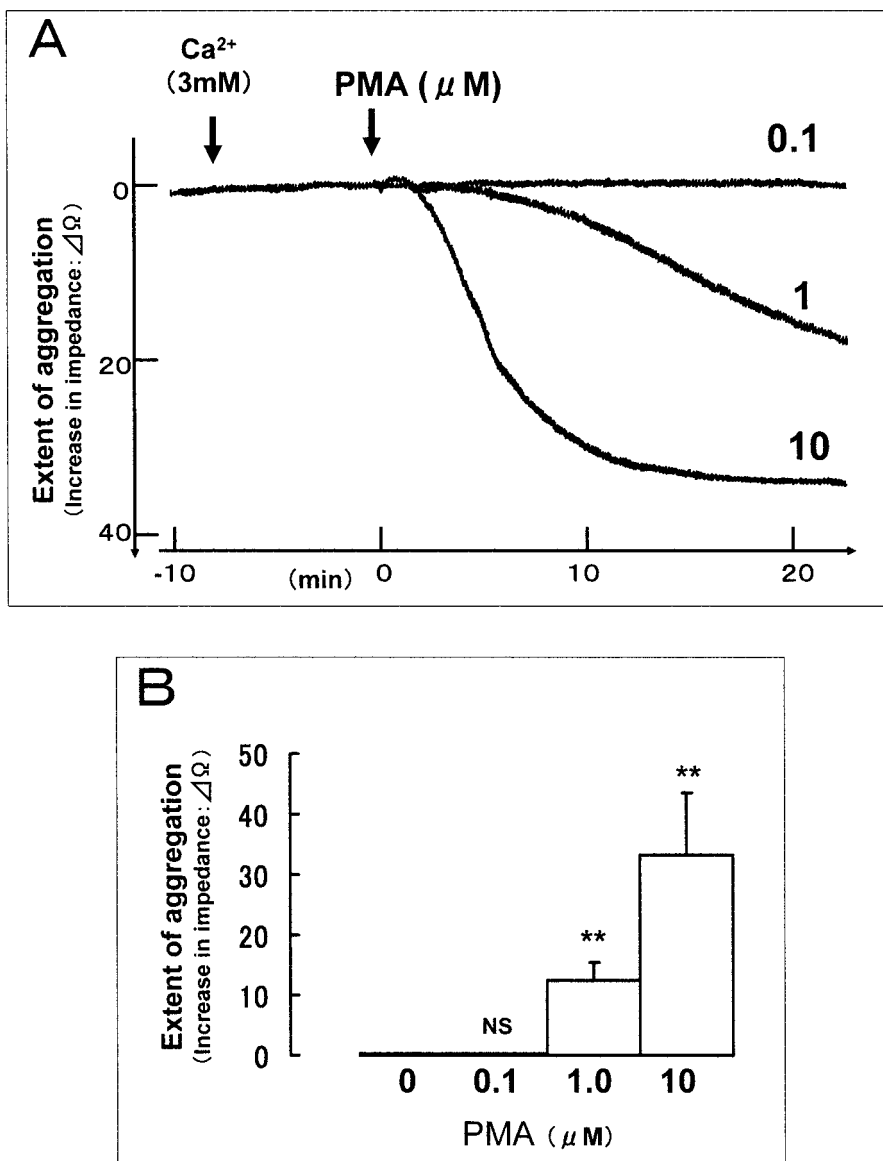 A
Ca²⁺
(3mM)
PMA ( μ M)
0.1
1
10
Extent of aggregation
(Increase in impedance: ⊿Ω)
0
20
40
-10
(min)
0
10
20
B
Extent of aggregation
(Increase in impedance: ⊿Ω)
50
40
30
20
10
0
NS
**
**
0 0.1 1.0 10
PMA ( μ M)